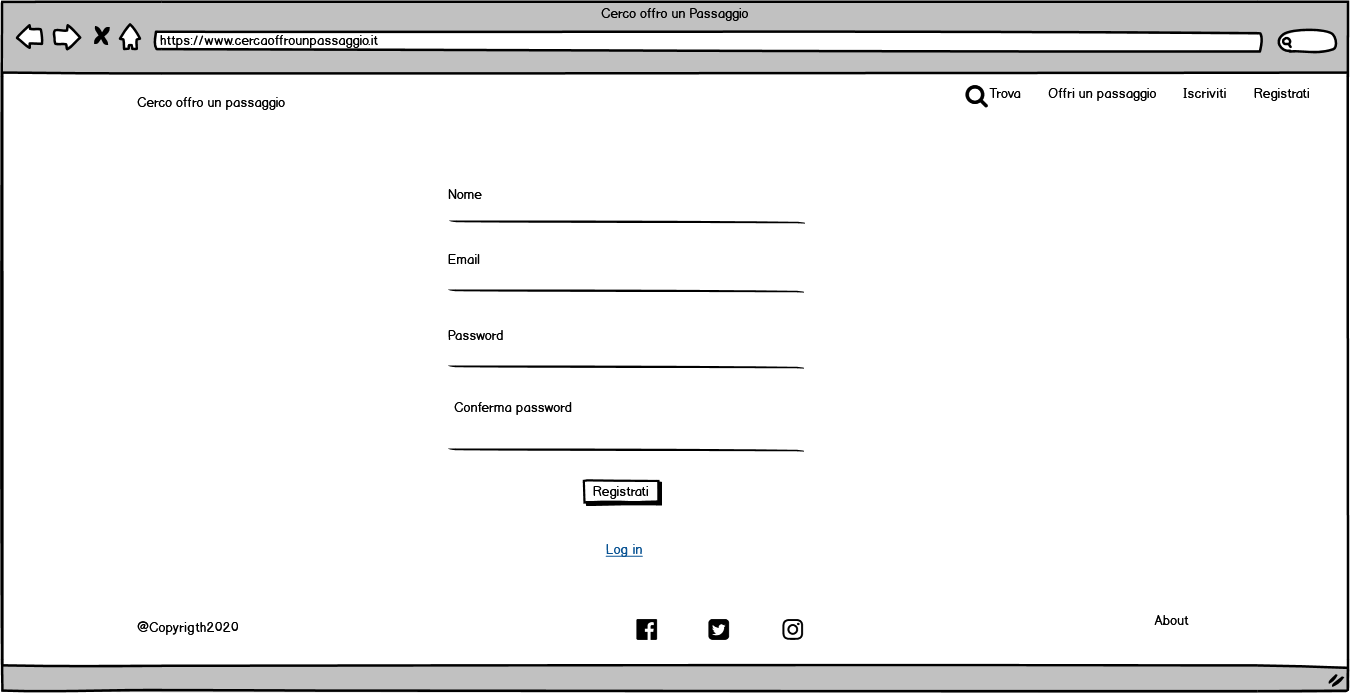 Cerco offro un Passaggio
https://www.cercaoffrounpassaggio.it
Cerco offro un passaggio
Trova
Offri un passaggio
Iscriviti
Registrati
Nome
Email
Password
Conferma password
Registrati
Log in
@Copyrigth2020
About